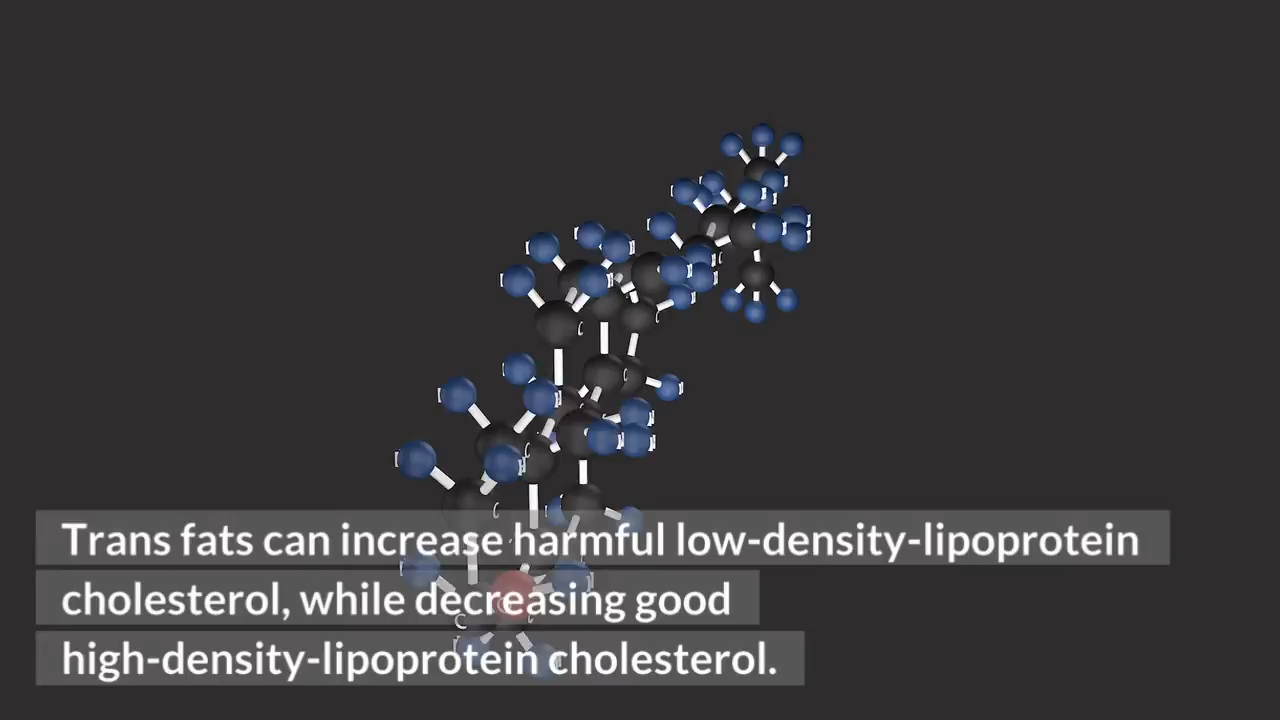 Trans fats can increase harmful low-density-lipoprotein
cholesterol, while decreasing good
high-density-lipoprotein cholesterol.